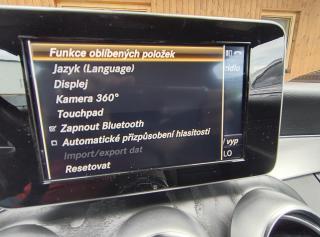 Funkce oblíbených položek
Jazyk (Language)
Displej
Kamera 360°
Touchpad
Zapnout Bluetooth
Automatické přizpůsobení hlasitosti
Import/export dat
Resetovat
vyp